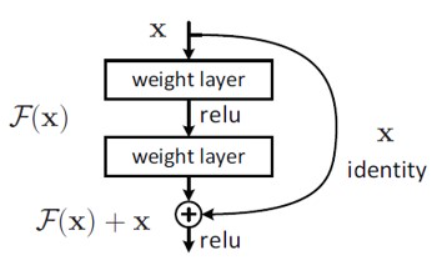 x
weight layer
relu
F(x)
x
weight layer
identity
F(x) + x
relu